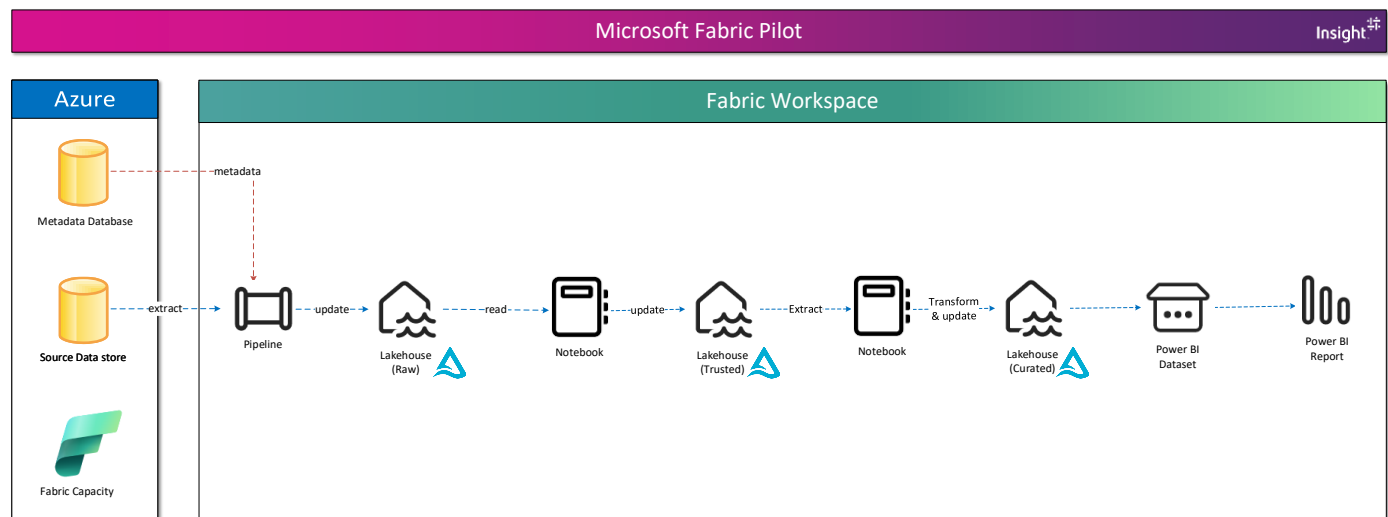 Microsoft Fabric Pilot
Insight
Azure
Fabric Workspace
metadata
Metadata Database
extract
update
read
update
Extract
Transform
& update
Source Data store
Pipeline
Lakehouse
(Raw)
Notebook
Lakehouse
(Trusted)
Notebook
Lakehouse
(Curated)
Power BI
Dataset
Power BI
Report
Fabric Capacity